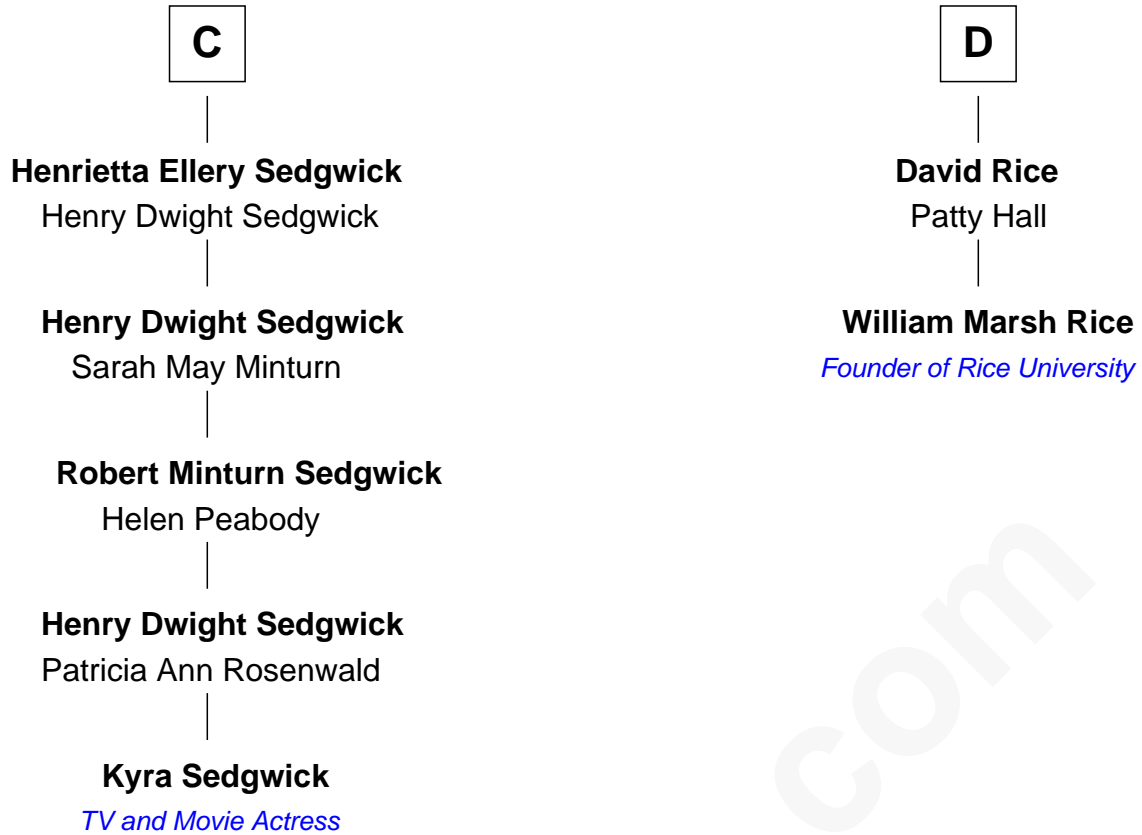 C
Henrietta Ellery Sedgwick
Henry Dwight Sedgwick
Henry Dwight Sedgwick
Sarah May Minturn
Robert Minturn Sedgwick
Helen Peabody
Henry Dwight Sedgwick
Patricia Ann Rosenwald
Kyra Sedgwick
TV and Movie Actress
D
David Rice
Patty Hall
William Marsh Rice
Founder of Rice University
com